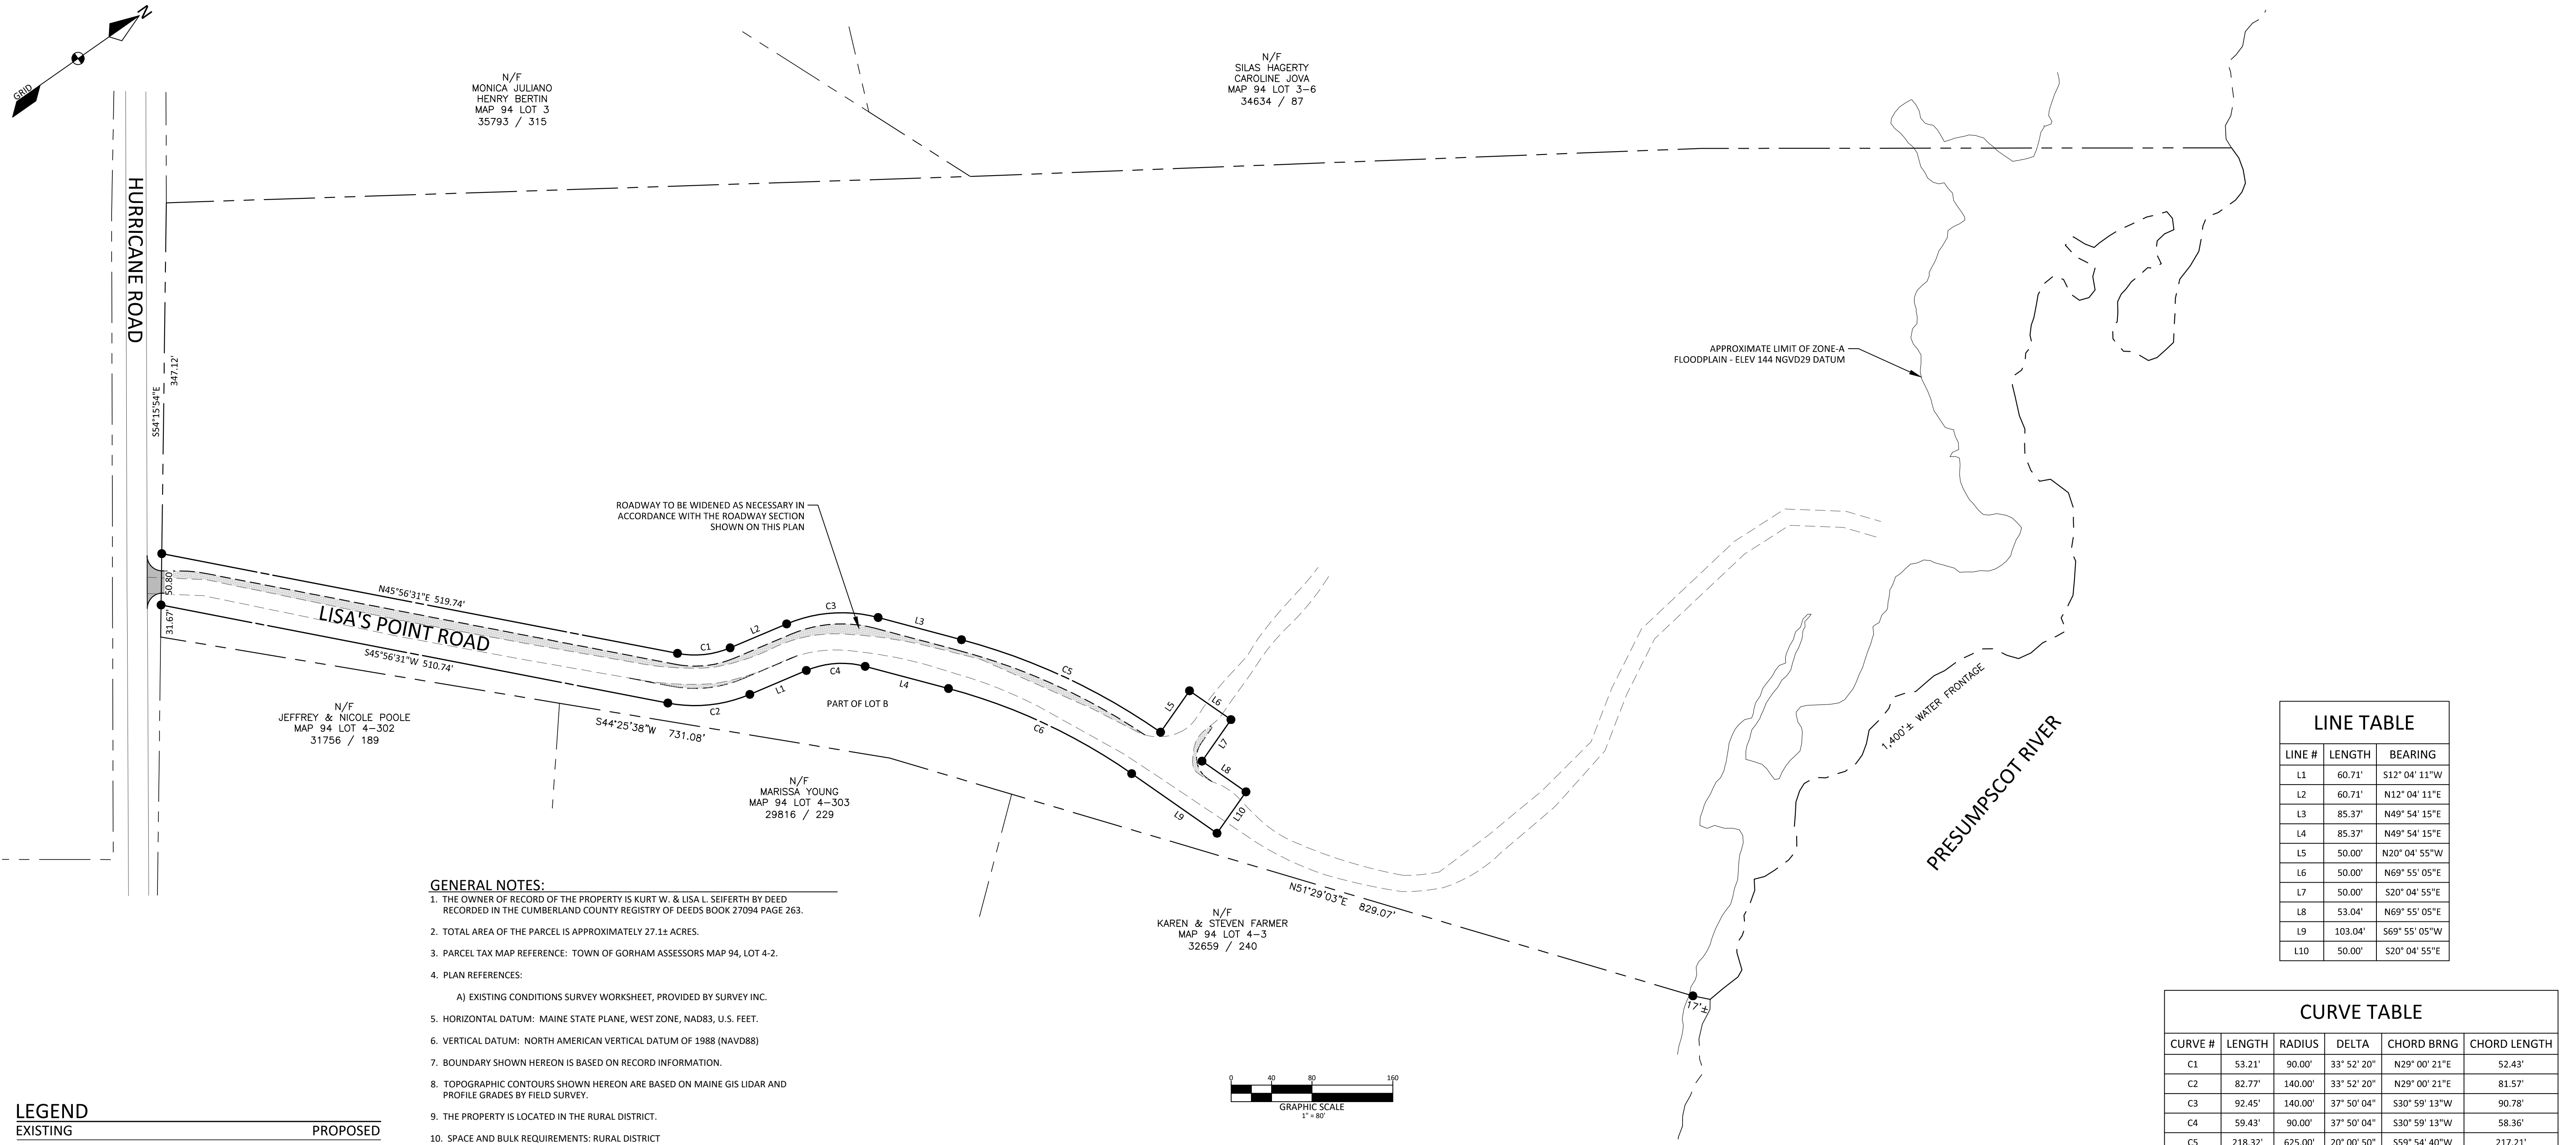 N
GRID
N/F
MONICA JULIANO
HENRY BERTIN
MAP 94 LOT 3
35793 / 315
N/F
SILAS HAGERTY
CAROLINE JOVA
MAP 94 LOT 3-6
34634 / 87
HURRICANE ROAD
S54°15'54"E
347.12'
APPROXIMATE LIMIT OF ZONE-A
FLOODPLAIN - ELEV 144 NGVD29 DATUM
ROADWAY TO BE WIDENED AS NECESSARY IN
ACCORDANCE WITH THE ROADWAY SECTION
SHOWN ON THIS PLAN
50.80'
31.67'
N45°56'31"E 519.74'
LISA'S POINT ROAD
S45°56'31"W 510.74'
C1
L2
C3
L3
C5
L5
L6
L7
L8
L10
L9
C6
L4
C4
L1
C2
PART OF LOT B
N/F
JEFFREY & NICOLE POOLE
MAP 94 LOT 4-302
31756 / 189
S44°25'38"W 731.08'
N/F
MARISSA YOUNG
MAP 94 LOT 4-303
29816 / 229
N51°29'03"E 829.07'
N/F
KAREN & STEVEN FARMER
MAP 94 LOT 4-3
32659 / 240
17'±
1,400'± WATER FRONTAGE
PRESUMPSCOT RIVER
GENERAL NOTES:
1. THE OWNER OF RECORD OF THE PROPERTY IS KURT W. & LISA L. SEIFERTH BY DEED
RECORDED IN THE CUMBERLAND COUNTY REGISTRY OF DEEDS BOOK 27094 PAGE 263.
2. TOTAL AREA OF THE PARCEL IS APPROXIMATELY 27.1± ACRES.
3. PARCEL TAX MAP REFERENCE: TOWN OF GORHAM ASSESSORS MAP 94, LOT 4-2.
4. PLAN REFERENCES:
A) EXISTING CONDITIONS SURVEY WORKSHEET, PROVIDED BY SURVEY INC.
5. HORIZONTAL DATUM: MAINE STATE PLANE, WEST ZONE, NAD83, U.S. FEET.
6. VERTICAL DATUM: NORTH AMERICAN VERTICAL DATUM OF 1988 (NAVD88)
7. BOUNDARY SHOWN HEREON IS BASED ON RECORD INFORMATION.
8. TOPOGRAPHIC CONTOURS SHOWN HEREON ARE BASED ON MAINE GIS LIDAR AND
PROFILE GRADES BY FIELD SURVEY.
9. THE PROPERTY IS LOCATED IN THE RURAL DISTRICT.
10. SPACE AND BULK REQUIREMENTS: RURAL DISTRICT
LEGEND
EXISTING PROPOSED
0 40 80 160
GRAPHIC SCALE
1" = 80'
LINE TABLE
LINE # LENGTH BEARING
L1 60.71' S12° 04' 11"W
L2 60.71' N12° 04' 11"E
L3 85.37' N49° 54' 15"E
L4 85.37' N49° 54' 15"E
L5 50.00' N20° 04' 55"W
L6 50.00' N69° 55' 05"E
L7 50.00' S20° 04' 55"E
L8 53.04' N69° 55' 05"E
L9 103.04' S69° 55' 05"W
L10 50.00' S20° 04' 55"E
CURVE TABLE
CURVE # LENGTH RADIUS DELTA CHORD BRNG CHORD LENGTH
C1 53.21' 90.00' 33° 52' 20" N29° 00' 21"E 52.43'
C2 82.77' 140.00' 33° 52' 20" N29° 00' 21"E 81.57'
C3 92.45' 140.00' 37° 50' 04" S30° 59' 13"W 90.78'
C4 59.43' 90.00' 37° 50' 04" S30° 59' 13"W 58.36'
C5 218.32' 625.00' 20° 00' 50" S59° 54' 40"W 217.21'